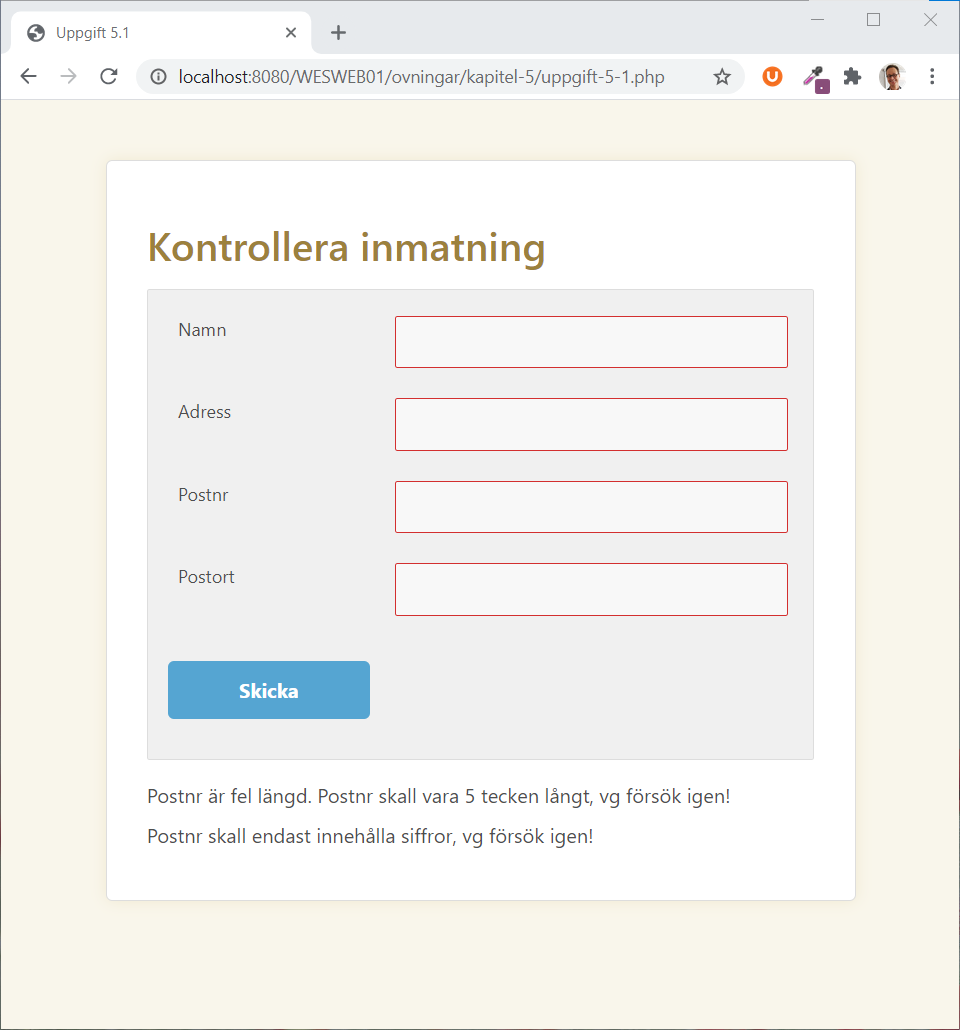 Uppgift 5.1
localhost:8080/WESWEB01/ovningar/kapitel-5/uppgift-5-1.php
Kontrollera inmatning
Namn
Adress
Postnr
Postort
Skicka
Postnr är fel längd. Postnr skall vara 5 tecken långt, vg försök igen!
Postnr skall endast innehålla siffror, vg försök igen!